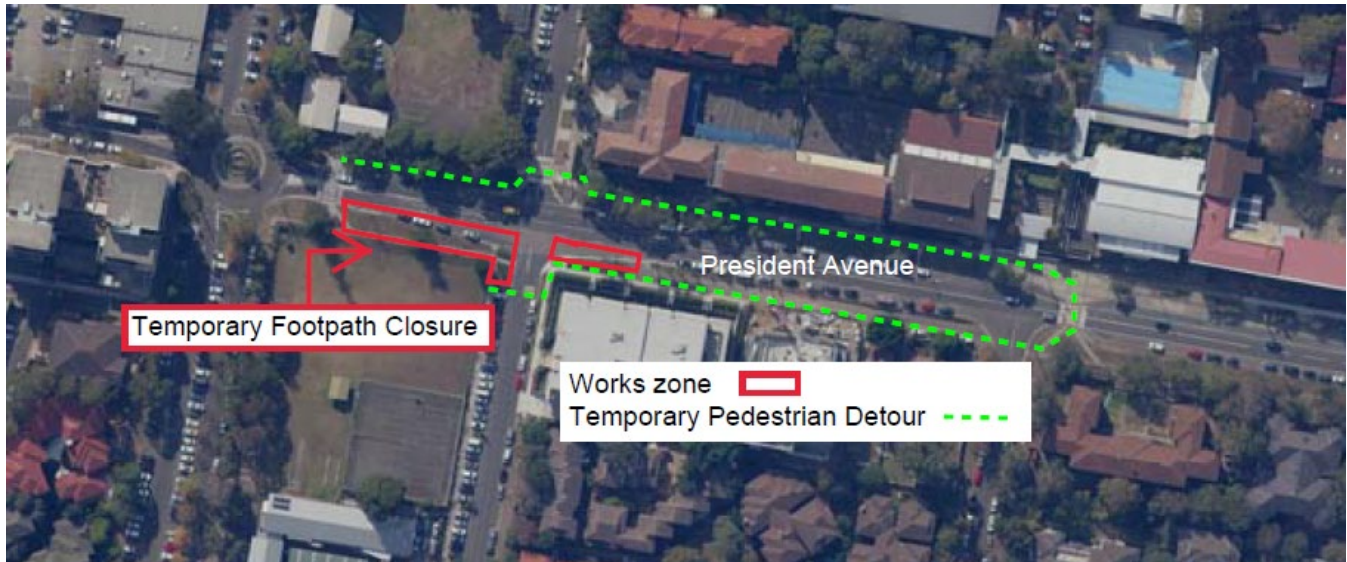 President Avenue
Temporary Footpath Closure
Works zone
Temporary Pedestrian Detour